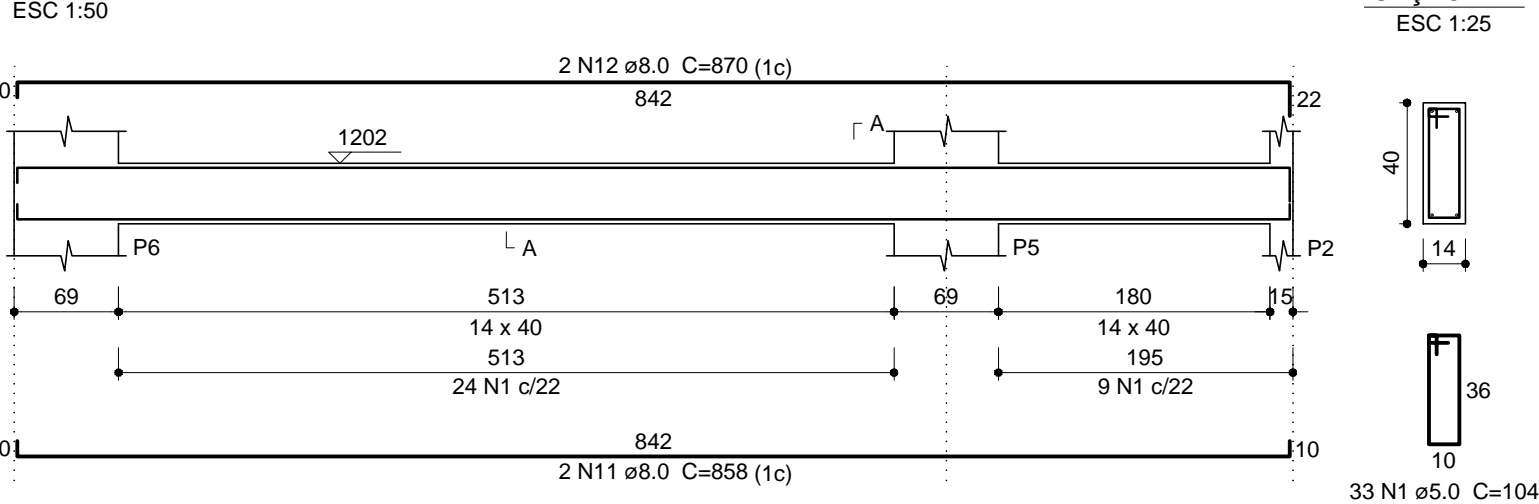 ESC 1:50
ESC 1:25
2 N12 ø8.0 C=870 (1c)
842
22
A
1202
40
P6
A
P5
P2
14
69
513
69
180
15
14 x 40
14 x 40
513
195
24 N1 c/22
9 N1 c/22
36
842
10
2 N11 ø8.0 C=858 (1c)
10
33 N1 ø5.0 C=104